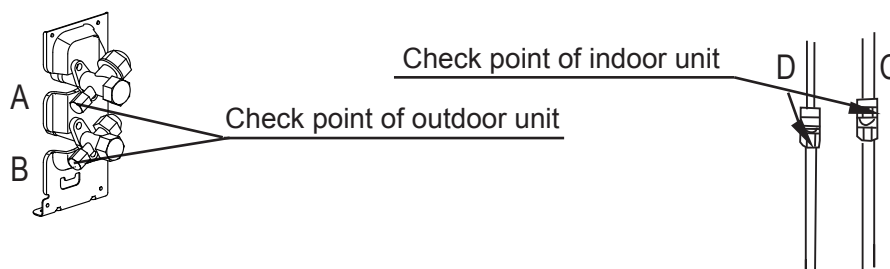 Check point of indoor unit
D
C
A
Check point of outdoor unit
B